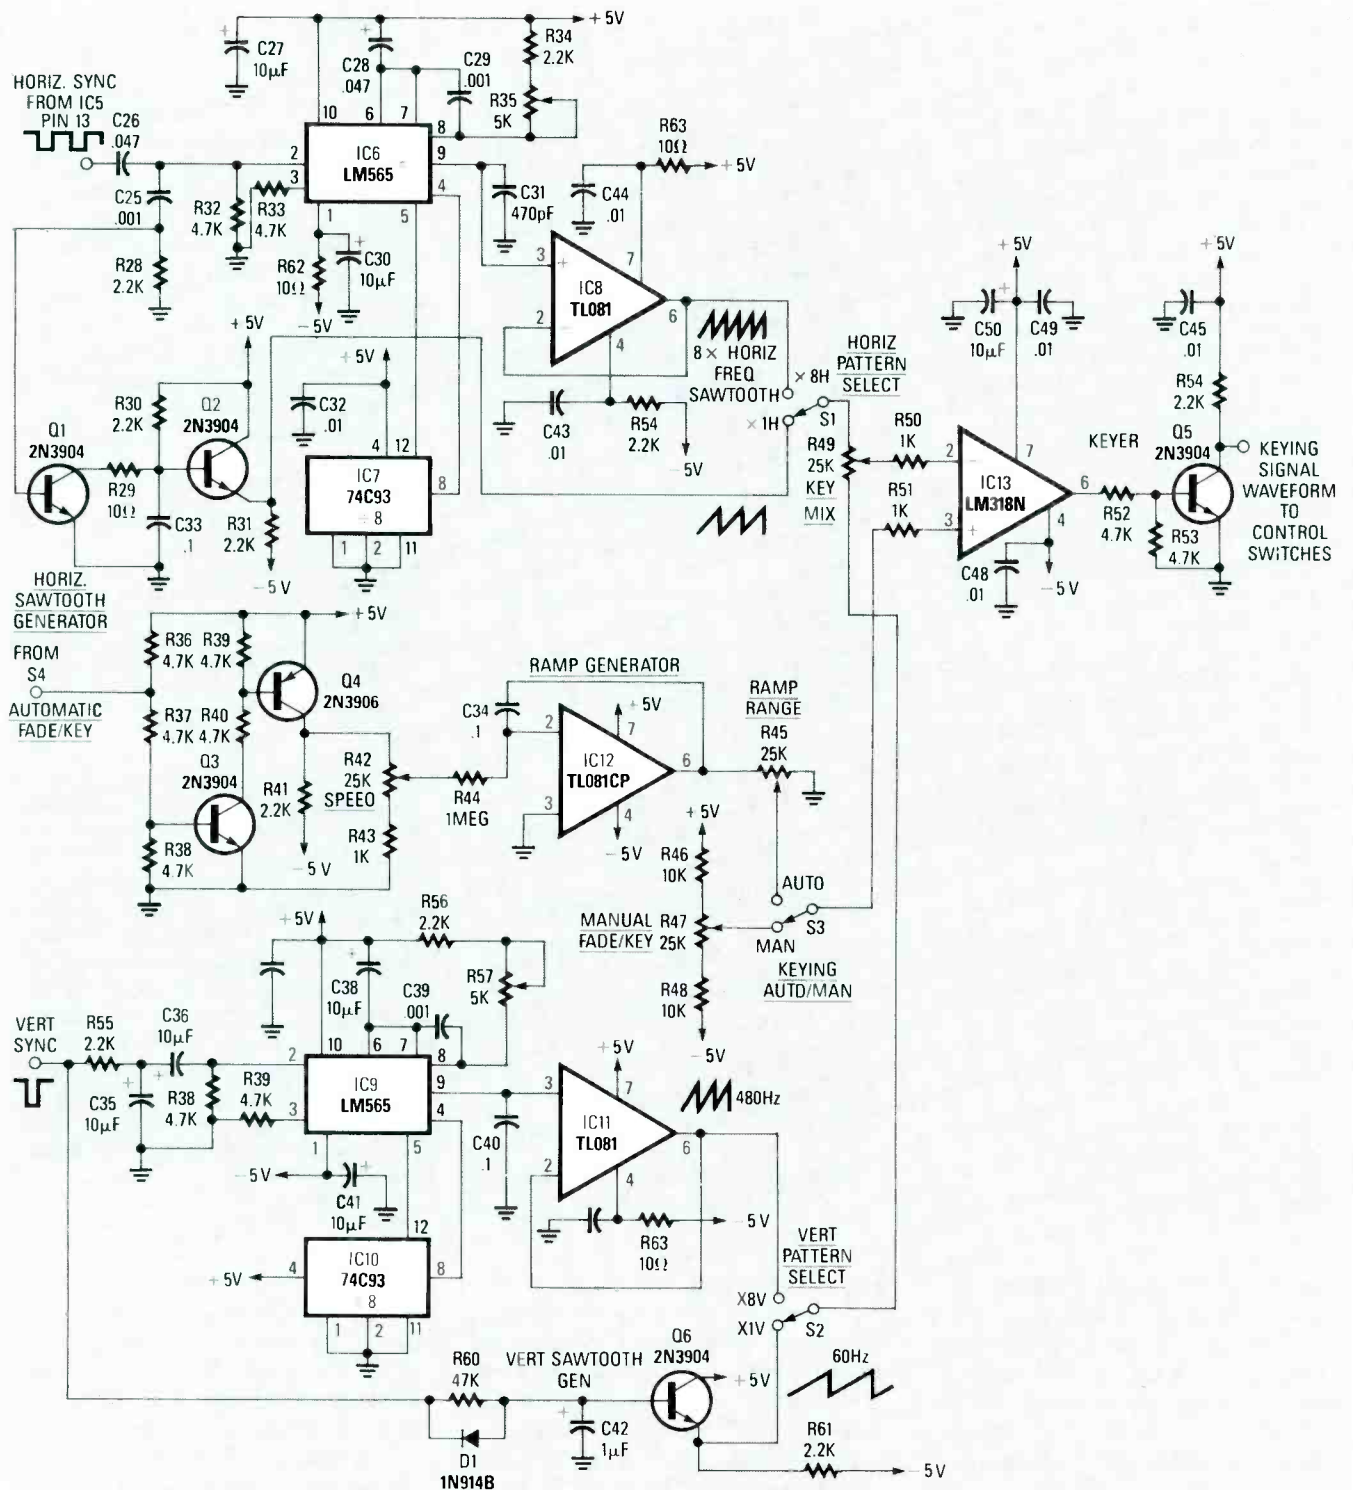 +5V
C27
10µF
C28
.047
C29
.001
R34
2.2K
R35
5K
HORIZ. SYNC
FROM IC5
PIN 13
C26
.047
10
6
7
8
2
IC6
LM565
9
3
4
1
5
C25
.001
R32
4.7K
R33
4.7K
R28
2.2K
R62
10Ω
C30
10µF
-5V
C31
470pF
C44
.01
R63
10Ω
+5V
3
+
7
IC8
TL081
2
-
6
4
8 × HORIZ
FREQ
SAWTOOTH
C43
.01
R54
2.2K
-5V
HORIZ
PATTERN
SELECT
× 8H
S1
× 1H
R49
25K
KEY
MIX
R50
1K
R51
1K
+5V
C50
10µF
C49
.01
2
-
7
IC13
LM318N
6
3
+
4
C48
.01
-5V
+5V
C45
.01
R54
2.2K
KEYER
Q5
2N3904
R52
4.7K
R53
4.7K
KEYING
SIGNAL
WAVEFORM
TO
CONTROL
SWITCHES
+5V
R30
2.2K
Q2
2N3904
Q1
2N3904
R29
10Ω
C33
.1
R31
2.2K
-5V
+5V
C32
.01
4
12
IC7
74C93
÷ 8
8
1
2
11
HORIZ.
SAWTOOTH
GENERATOR
FROM
S4
AUTOMATIC
FADE/KEY
+5V
R36
4.7K
R39
4.7K
Q4
2N3906
R37
4.7K
R40
4.7K
Q3
2N3904
R38
4.7K
R41
2.2K
-5V
R42
25K
SPEEO
R43
1K
R44
1MEG
RAMP GENERATOR
C34
.1
+5V
2
7
IC12
TL081CP
6
3
4
-5V
RAMP
RANGE
R45
25K
+5V
R46
10K
MANUAL
FADE/KEY
R47
25K
R48
10K
-5V
AUTO
S3
MAN
KEYING
AUTD/MAN
+5V
R56
2.2K
C38
10µF
C39
.001
R57
5K
VERT
SYNC
R55
2.2K
C36
10µF
C35
10µF
R38
4.7K
R39
4.7K
10
6
7
8
2
IC9
LM565
9
3
4
1
5
-5V
C41
10µF
C40
.1
+5V
3
7
IC11
TL081
6
2
4
480Hz
R63
10Ω
-5V
12
+5V
4
IC10
74C93
8
8
1
2
11
VERT
PATTERN
SELECT
X8V
X1V
S2
R60
47K
D1
1N914B
VERT SAWTOOTH
GEN
C42
1µF
Q6
2N3904
+5V
60Hz
R61
2.2K
-5V